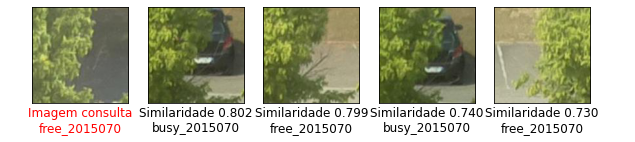 Imagem consulta
free_2015070
Similaridade 0.802
busy_2015070
Similaridade 0.799
free_2015070
Similaridade 0.740
busy_2015070
Similaridade 0.730
free_2015070